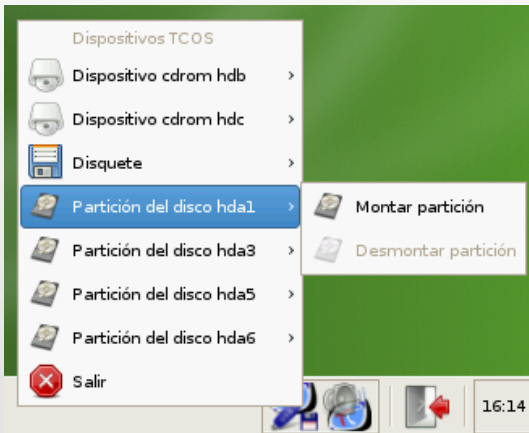 Dispositivos TCOS
Dispositivo cdrom hdb
Dispositivo cdrom hdc
Disquete
Partición del disco hda1
Montar partición
Partición del disco hda3
Desmontar partición
Partición del disco hda5
Partición del disco hda6
Salir
16:14